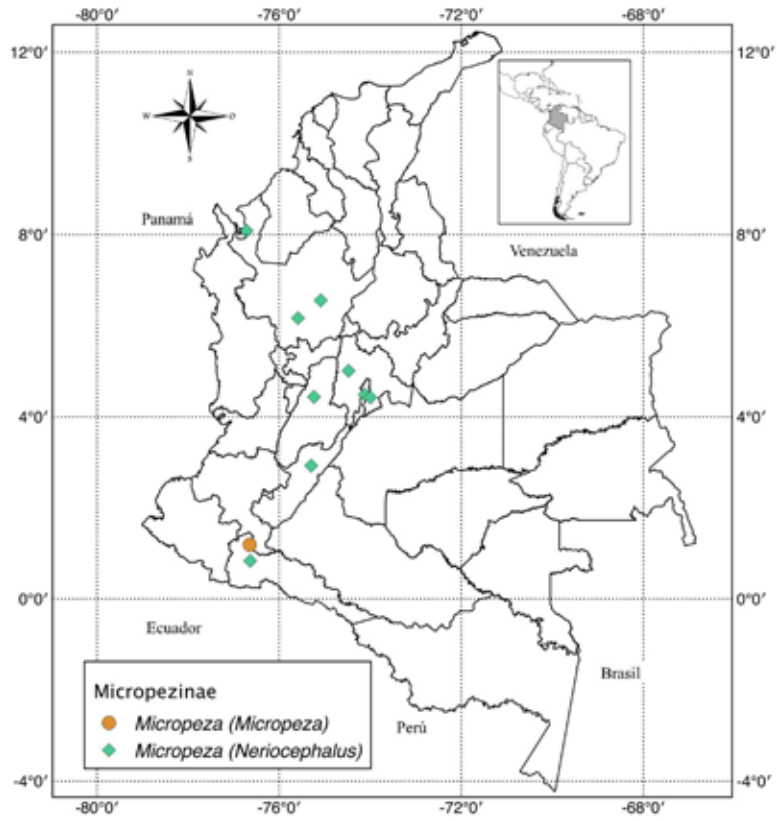 -80°0′ -76°0′ -72°0′ -68°0′
12°0′ 12°0′
N
W O
S
Panamá
8°0′ 8°0′
Venezuela
4°0′ 4°0′
0°0′ 0°0′
Ecuador
Brasil
Micropezinae
Micropeza (Micropeza)
Perú
Micropeza (Neriocephalus)
-4°0′ -4°0′
-80°0′ -76°0′ -72°0′ -68°0′